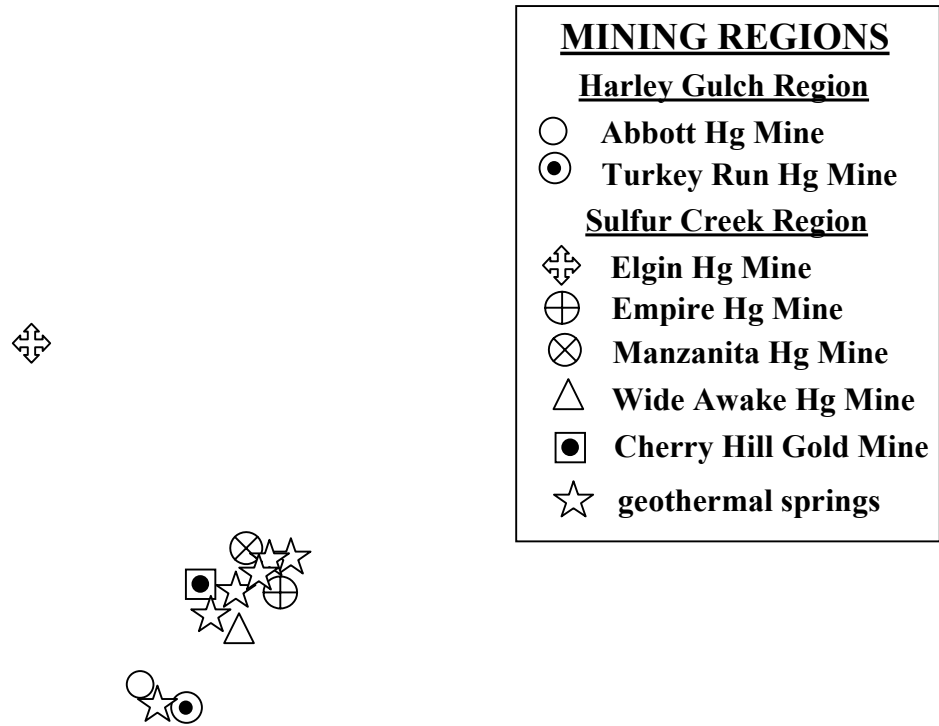 MINING REGIONS
Harley Gulch Region
Abbott Hg Mine
Turkey Run Hg Mine
Sulfur Creek Region
Elgin Hg Mine
Empire Hg Mine
Manzanita Hg Mine
Wide Awake Hg Mine
Cherry Hill Gold Mine
geothermal springs